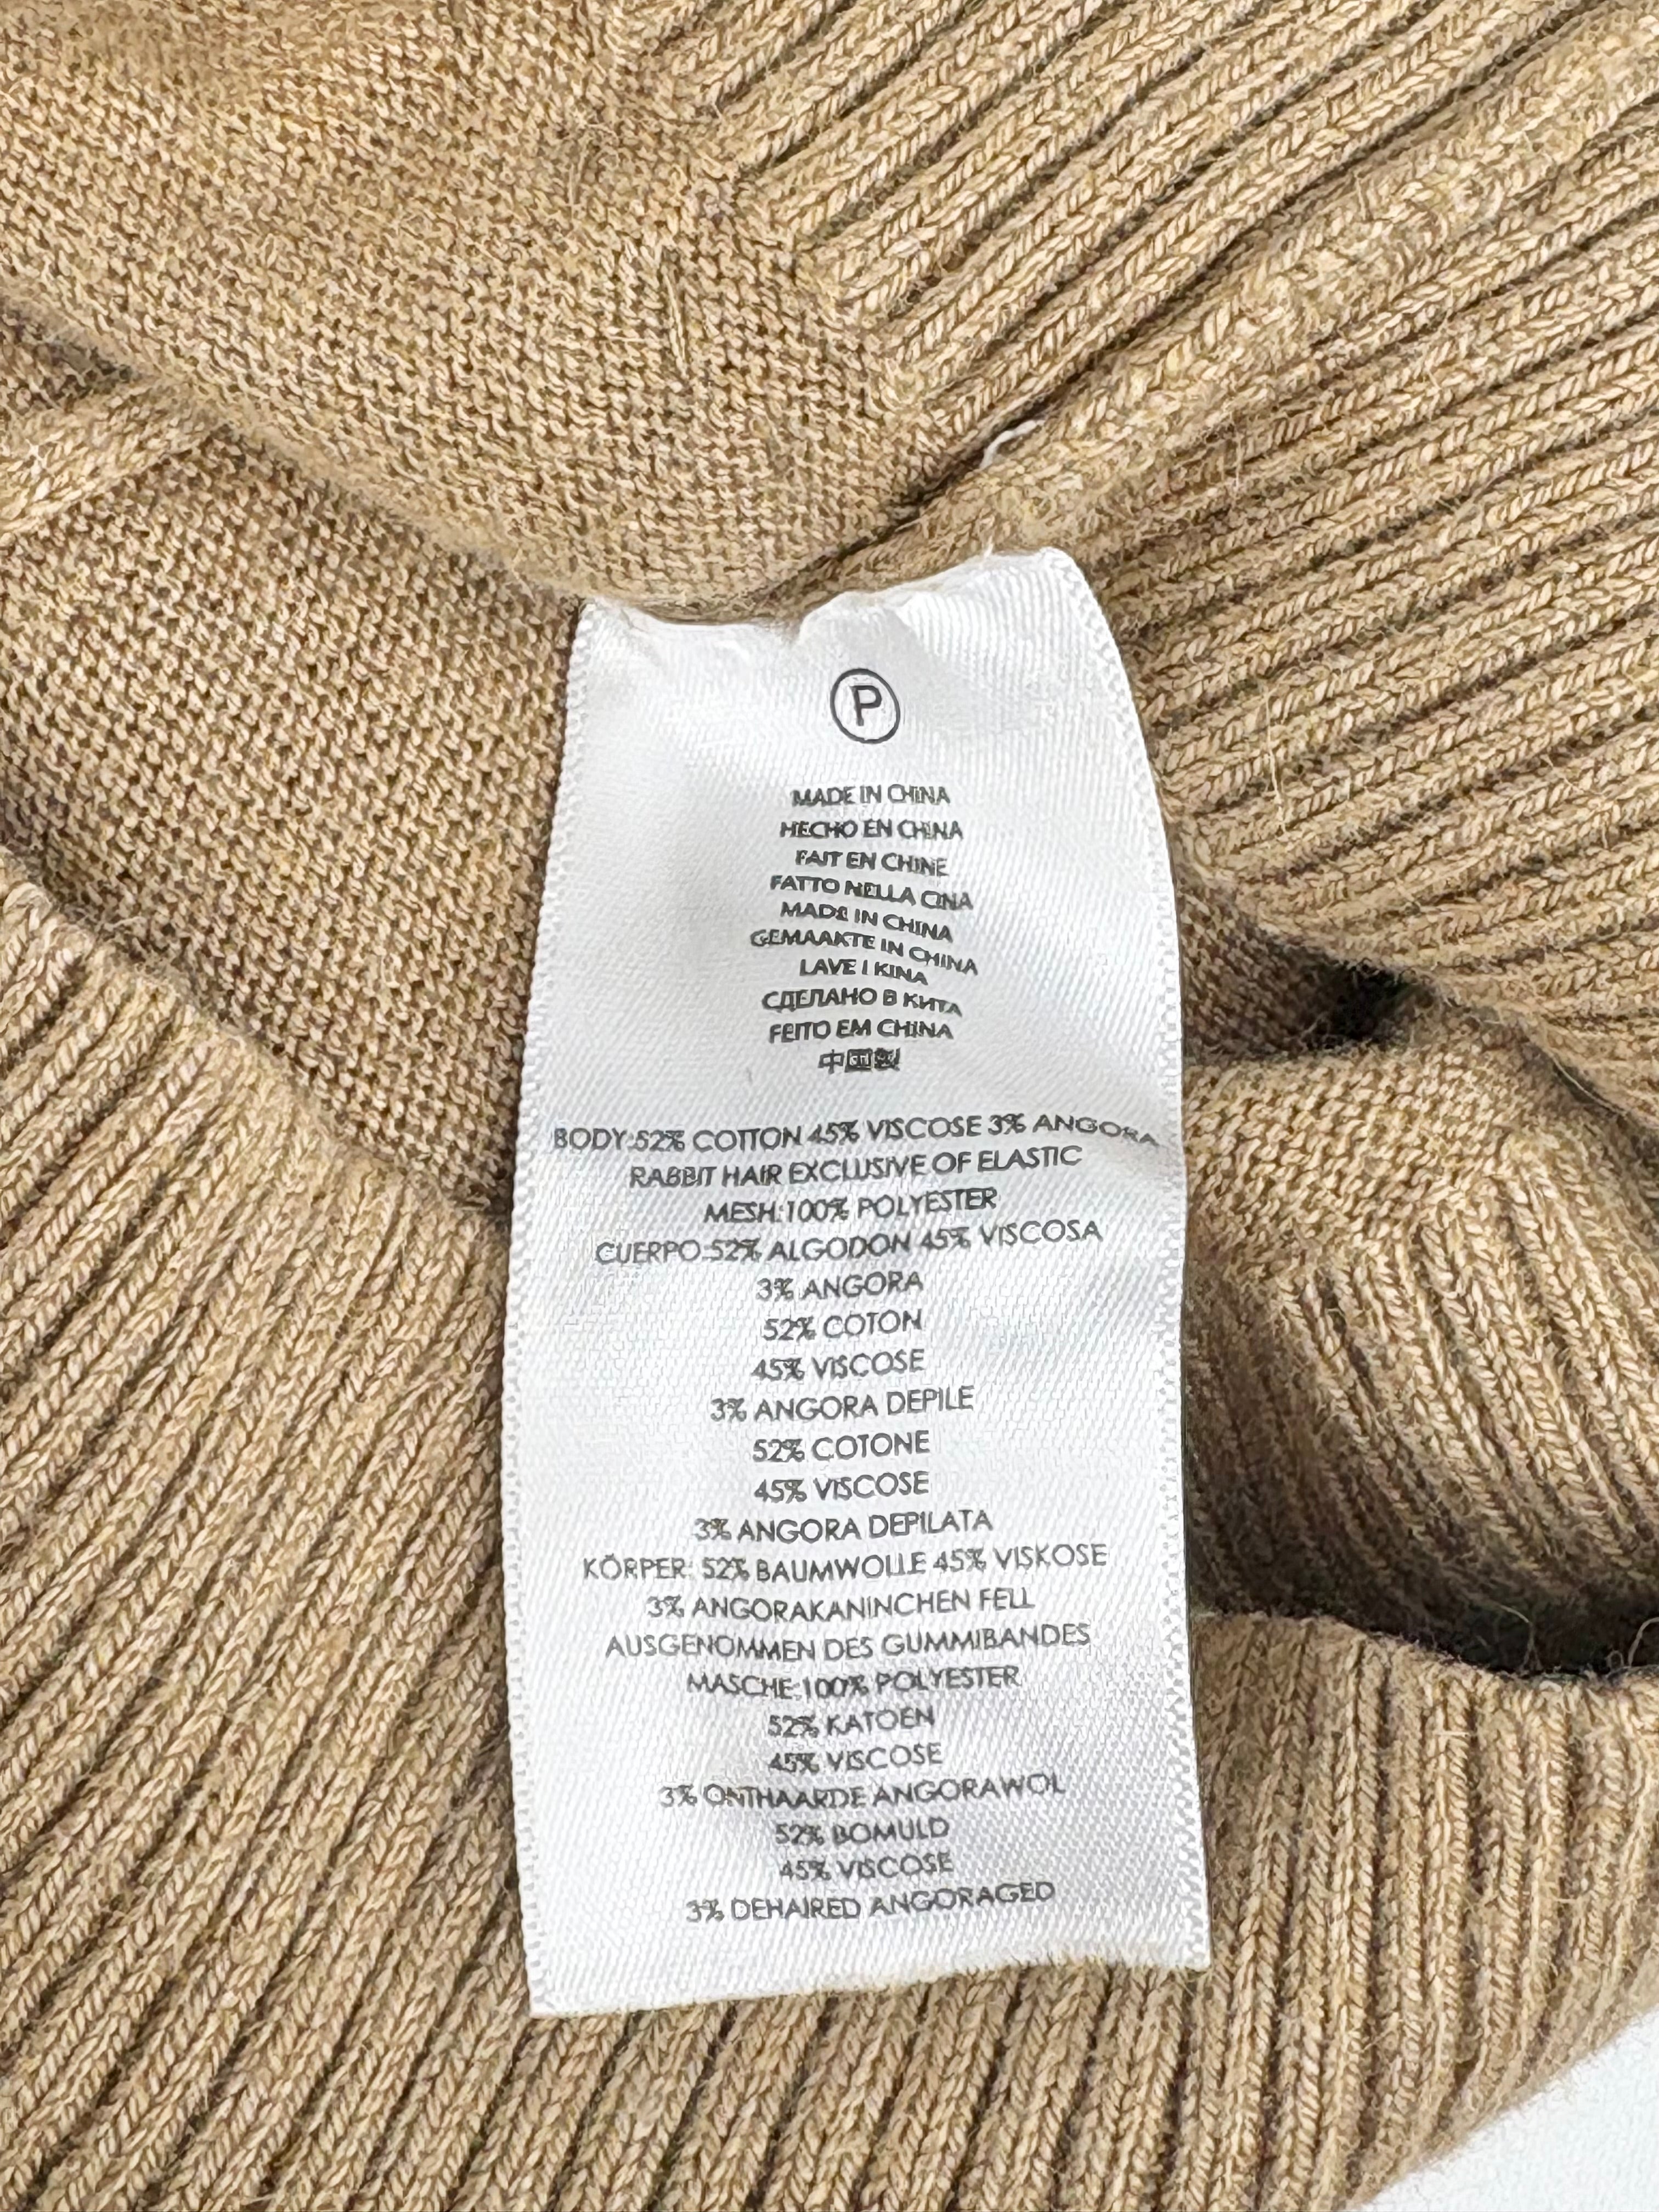 P
MADE IN CHINA
HECHO EN CHINA
FAIT EN CHINE
FATTO NELLA CINA
MADE IN CHINA
GEMAAKTE IN CHINA
LAVE I KINA
СДЕЛАНО В КИТА
FEITO EM CHINA
中国製
BODY:52% COTTON 45% VISCOSE 3% ANGORA
RABBIT HAIR EXCLUSIVE OF ELASTIC
MESH:100% POLYESTER
CUERPO:52% ALGODON 45% VISCOSA
3% ANGORA
52% COTON
45% VISCOSE
3% ANGORA DEPILE
52% COTONE
45% VISCOSE
3% ANGORA DEPILATA
KÖRPER: 52% BAUMWOLLE 45% VISKOSE
3% ANGORAKANINCHEN FELL
AUSGENOMMEN DES GUMMIBANDES
MASCHE:100% POLYESTER
52% KATOEN
45% VISCOSE
3% ONTHAARDE ANGORAWOL
52% BOMULD
45% VISCOSE
3% DEHAIRED ANGORAGED